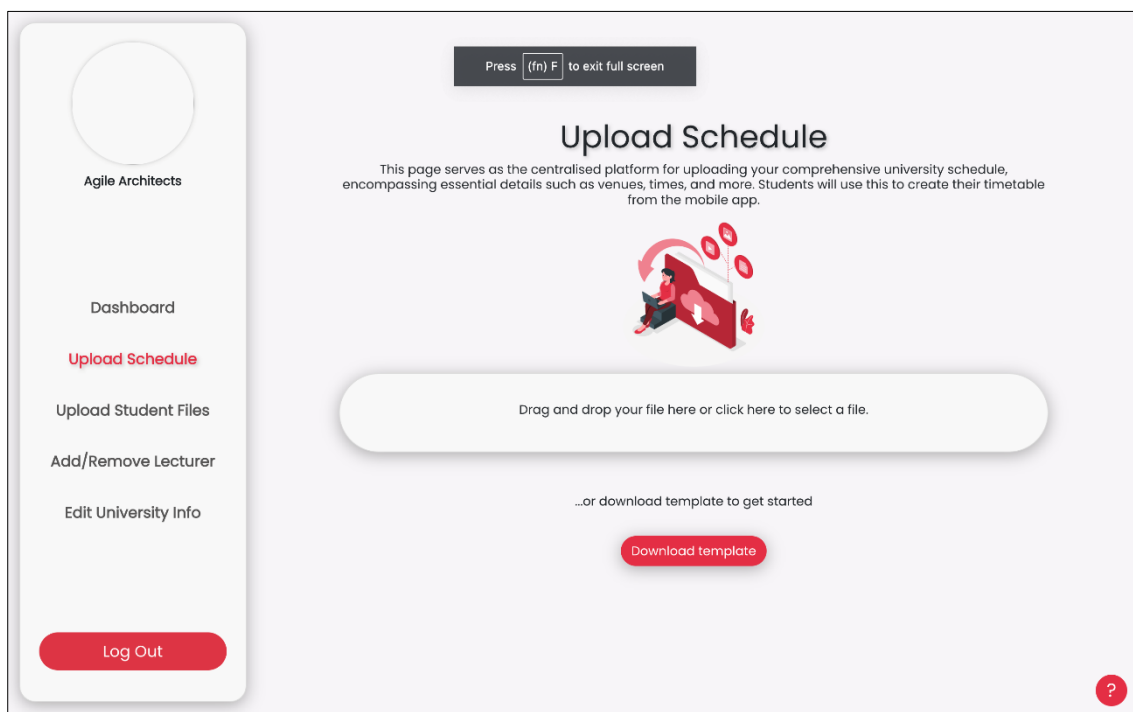 Press (fn) F to exit full screen
Agile Architects
Dashboard
Upload Schedule
Upload Student Files
Add/Remove Lecturer
Edit University Info
Log Out
Upload Schedule
This page serves as the centralised platform for uploading your comprehensive university schedule,
encompassing essential details such as venues, times, and more. Students will use this to create their timetable
from the mobile app.
Drag and drop your file here or click here to select a file.
...or download template to get started
Download template
?